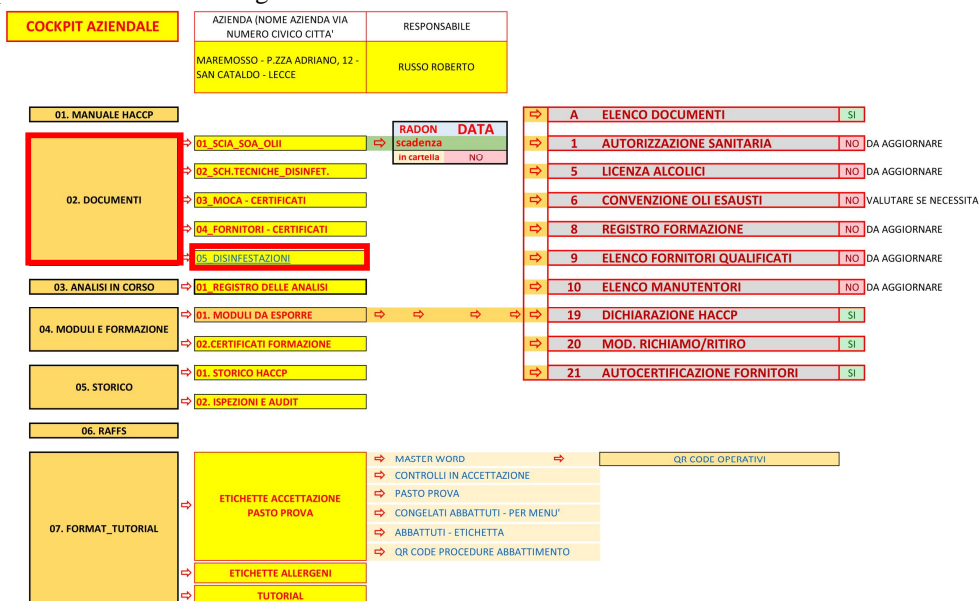 COCKPIT AZIENDALE
AZIENDA (NOME AZIENDA VIA
NUMERO CIVICO CITTA'
RESPONSABILE
MAREMOSSO - P.ZZA ADRIANO, 12 -
SAN CATALDO - LECCE
RUSSO ROBERTO
01. MANUALE HACCP
⇨ A ELENCO DOCUMENTI SI
02. DOCUMENTI
⇨ 01_SCIA_SOA_OLII
⇨ RADON DATA
scadenza
in cartella NO
⇨ 1 AUTORIZZAZIONE SANITARIA NO DA AGGIORNARE
⇨ 02_SCH.TECNICHE_DISINFET.
⇨ 5 LICENZA ALCOLICI NO DA AGGIORNARE
⇨ 03_MOCA - CERTIFICATI
⇨ 6 CONVENZIONE OLI ESAUSTI NO VALUTARE SE NECESSITA
⇨ 04_FORNITORI - CERTIFICATI
⇨ 8 REGISTRO FORMAZIONE NO DA AGGIORNARE
⇨ 05_DISINFESTAZIONI
⇨ 9 ELENCO FORNITORI QUALIFICATI NO DA AGGIORNARE
03. ANALISI IN CORSO ⇨ 01_REGISTRO DELLE ANALISI
⇨ 10 ELENCO MANUTENTORI NO DA AGGIORNARE
04. MODULI E FORMAZIONE
⇨ 01. MODULI DA ESPORRE ⇨ ⇨ ⇨ ⇨
⇨ 19 DICHIARAZIONE HACCP SI
⇨ 02.CERTIFICATI FORMAZIONE
⇨ 20 MOD. RICHIAMO/RITIRO SI
05. STORICO
⇨ 01. STORICO HACCP
⇨ 21 AUTOCERTIFICAZIONE FORNITORI SI
⇨ 02. ISPEZIONI E AUDIT
06. RAFFS
07. FORMAT_TUTORIAL
⇨ ETICHETTE ACCETTAZIONE
PASTO PROVA
⇨ MASTER WORD ⇨ QR CODE OPERATIVI
⇨ CONTROLLI IN ACCETTAZIONE
⇨ PASTO PROVA
⇨ CONGELATI ABBATTUTI - PER MENU'
⇨ ABBATTUTI - ETICHETTA
⇨ QR CODE PROCEDURE ABBATTIMENTO
⇨ ETICHETTE ALLERGENI
⇨ TUTORIAL